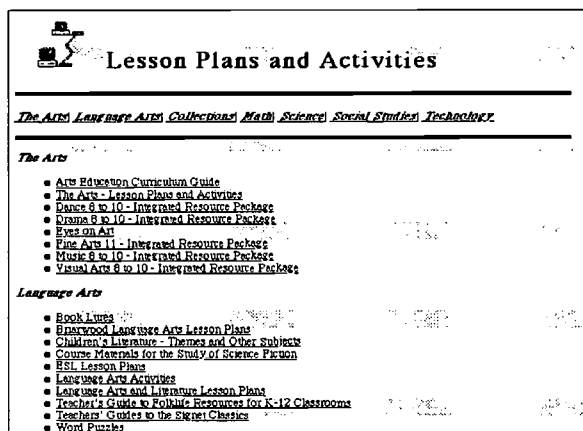 Lesson Plans and Activities
The Arts| Language Arts| Collections| Math| Science| Social Studies| Technology
The Arts
Arts Education Curriculum Guide
The Arts - Lesson Plans and Activities
Dance 8 to 10 - Integrated Resource Package
Drama 8 to 10 - Integrated Resource Package
Eyes on Art
Fine Arts 11 - Integrated Resource Package
Music 8 to 10 - Integrated Resource Package
Visual Arts 8 to 10 - Integrated Resource Package
Language Arts
Book Lures
Briarwood Language Arts Lesson Plans
Children's Literature - Themes and Other Subjects
Course Materials for the Study of Science Fiction
ESL Lesson Plans
Language Arts Activities
Language Arts and Literature Lesson Plans
Teacher's Guide to Folklife Resources for K-12 Classrooms
Teachers' Guides to the Signet Classics
Word Puzzles